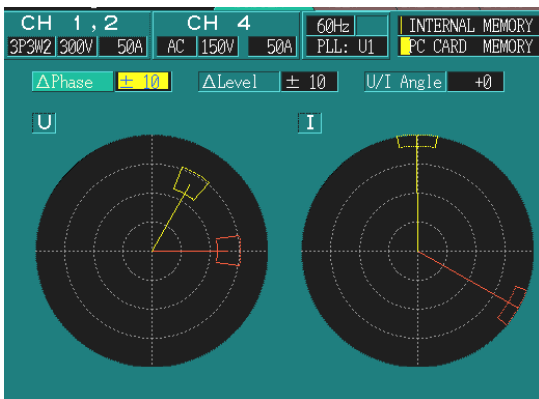 CH 1,2 CH 4 60Hz INTERNAL MEMORY
3P3W2 300V 50A AC 150V 50A PLL: U1 PC CARD MEMORY
ΔPhase ± 10 ΔLevel ± 10 U/I Angle +0
U I